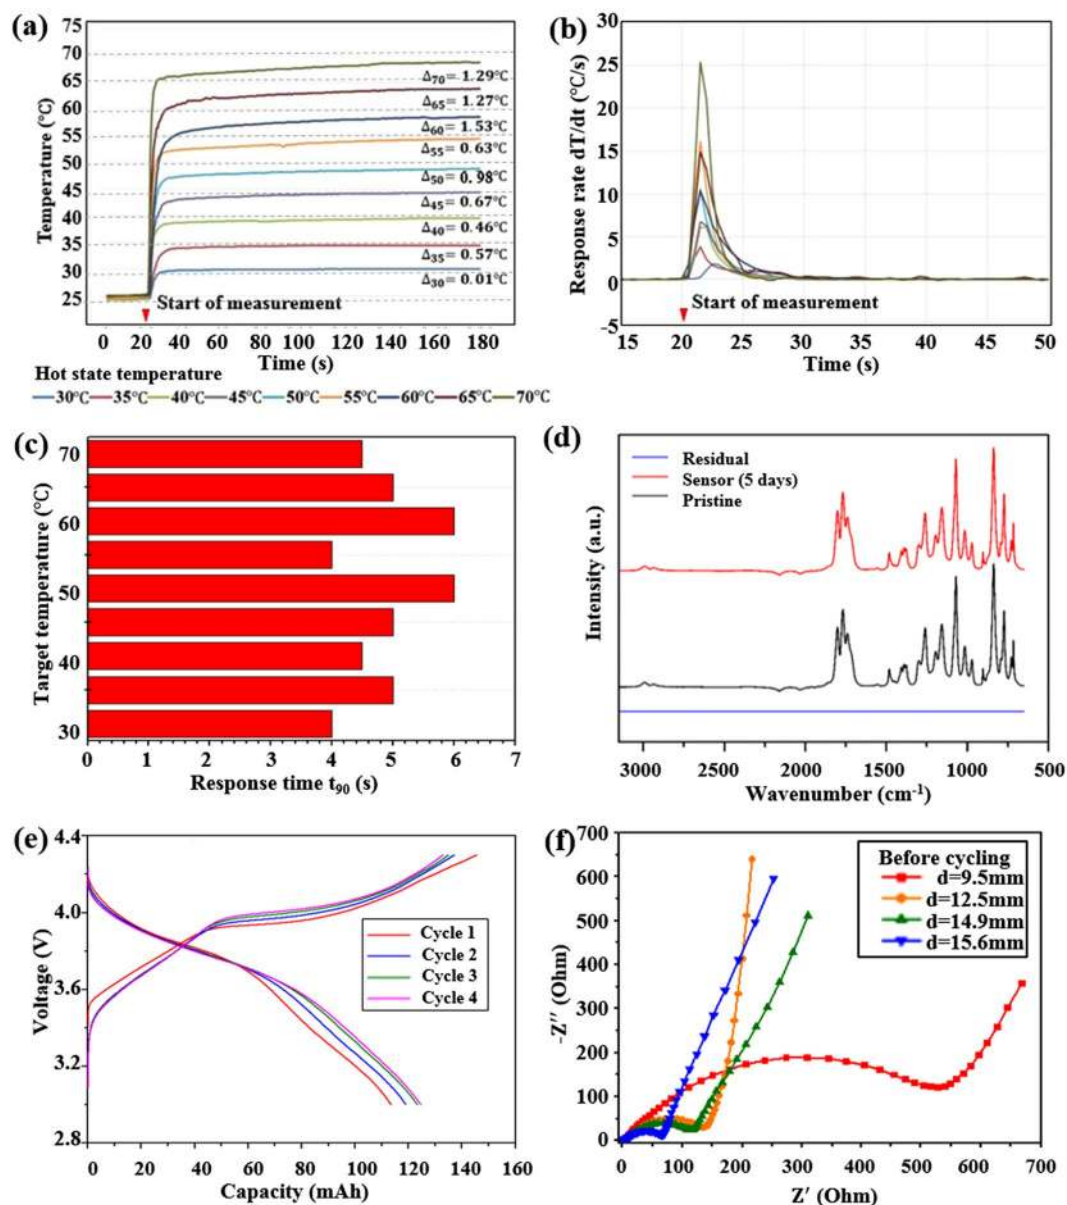 (a)
Temperature (°C)
75
70
65
60
55
50
45
40
35
30
25
Δ70= 1.29°C
Δ65= 1.27°C
Δ60= 1.53°C
Δ55= 0.63°C
Δ50= 0.98°C
Δ45= 0.67°C
Δ40= 0.46°C
Δ35= 0.57°C
Δ30= 0.01°C
Start of measurement
0 20 40 60 80 100 120 140 160 180
Time (s)
Hot state temperature
30°C 35°C 40°C 45°C 50°C 55°C 60°C 65°C 70°C
(b)
Response rate dT/dt (°C/s)
30
25
20
15
10
5
0
-5
Start of measurement
15 20 25 30 35 40 45 50
Time (s)
(c)
Target temperature (°C)
70
60
50
40
30
0 1 2 3 4 5 6 7
Response time t90 (s)
(d)
Intensity (a.u.)
Residual
Sensor (5 days)
Pristine
3000 2500 2000 1500 1000 500
Wavenumber (cm-1)
(e)
Voltage (V)
4.4
4.0
3.6
3.2
2.8
Cycle 1
Cycle 2
Cycle 3
Cycle 4
0 20 40 60 80 100 120 140 160
Capacity (mAh)
(f)
-Z″ (Ohm)
700
600
500
400
300
200
100
0
Before cycling
d=9.5mm
d=12.5mm
d=14.9mm
d=15.6mm
0 100 200 300 400 500 600 700
Z′ (Ohm)